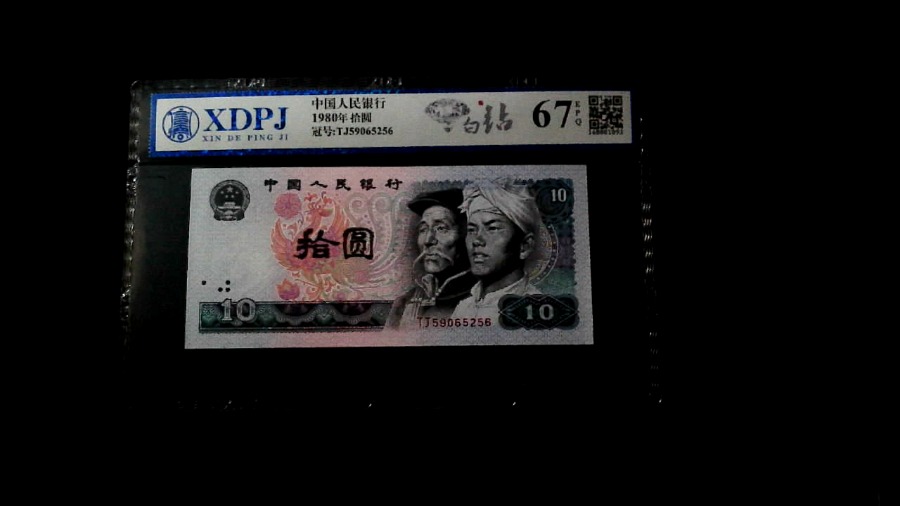 XDPJ
XIN DE PING JI
中国人民银行
1980年 拾圆
冠号:TJ59065256
白钻
67
EPQ
中国人民银行
10
拾圆
10
TJ59065256
10